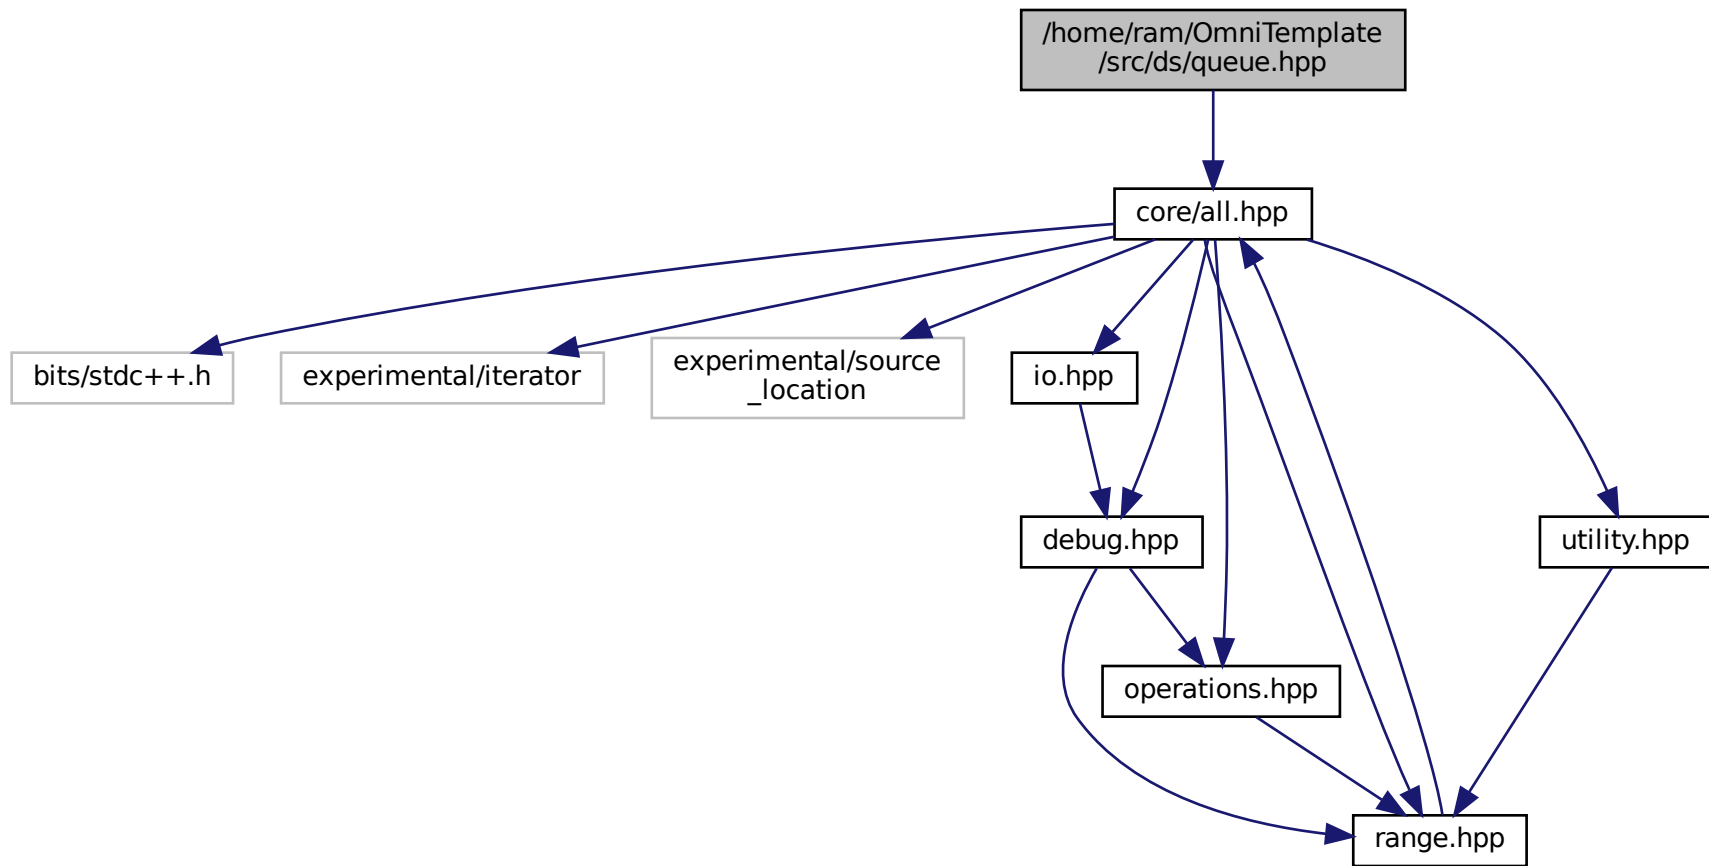 /home/ram/OmniTemplate
/src/ds/queue.hpp
core/all.hpp
bits/stdc++.h
experimental/iterator
experimental/source
_location
io.hpp
debug.hpp
utility.hpp
operations.hpp
range.hpp